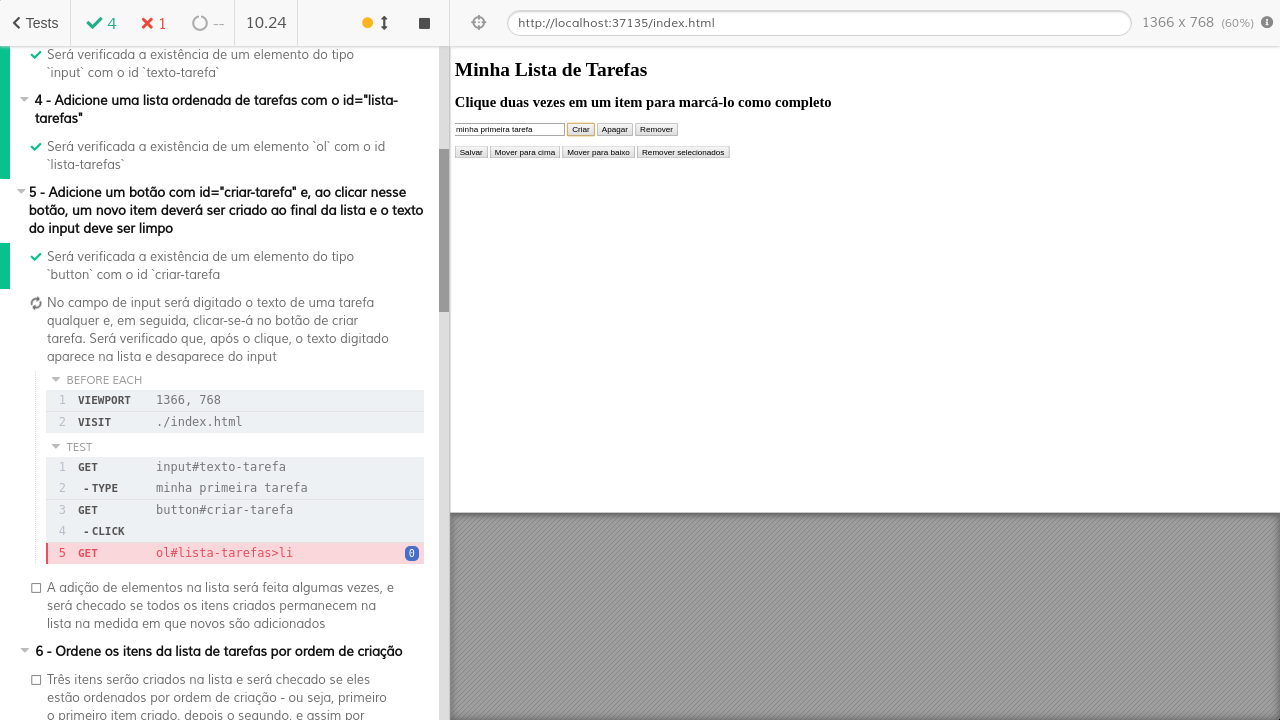 Tests
4
1
--
10.24
http://localhost:37135/index.html
1366 x 768 (60%)
Será verificada a existência de um elemento do tipo
`input` com o id `texto-tarefa`
4 - Adicione uma lista ordenada de tarefas com o id="lista-
tarefas"
Será verificada a existência de um elemento `ol` com o id
`lista-tarefas`
5 - Adicione um botão com id="criar-tarefa" e, ao clicar nesse
botão, um novo item deverá ser criado ao final da lista e o texto
do input deve ser limpo
Será verificada a existência de um elemento do tipo
`button` com o id `criar-tarefa
No campo de input será digitado o texto de uma tarefa
qualquer e, em seguida, clicar-se-á no botão de criar
tarefa. Será verificado que, após o clique, o texto digitado
aparece na lista e desaparece do input
BEFORE EACH
1 VIEWPORT 1366, 768
2 VISIT ./index.html
TEST
1 GET input#texto-tarefa
2 -TYPE minha primeira tarefa
3 GET button#criar-tarefa
4 -CLICK
5 GET ol#lista-tarefas>li 0
A adição de elementos na lista será feita algumas vezes, e
será checado se todos os itens criados permanecem na
lista na medida em que novos são adicionados
6 - Ordene os itens da lista de tarefas por ordem de criação
Três itens serão criados na lista e será checado se eles
estão ordenados por ordem de criação - ou seja, primeiro
o primeiro item criado, depois o segundo, e assim por
Minha Lista de Tarefas
Clique duas vezes em um item para marcá-lo como completo
minha primeira tarefa Criar Apagar Remover
Salvar Mover para cima Mover para baixo Remover selecionados